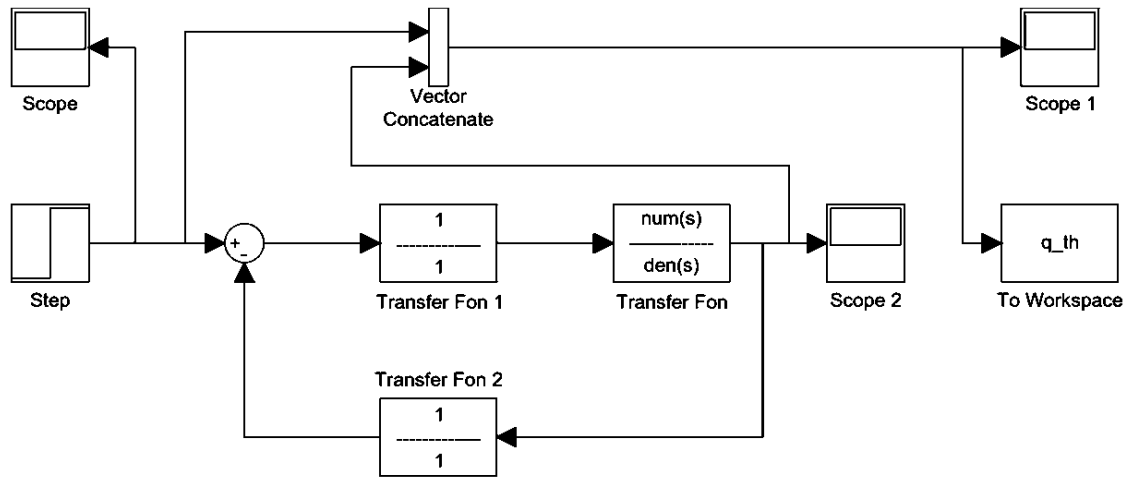 Scope
Vector
Concatenate
Scope 1
Step
+
-
1
1
Transfer Fon 1
num(s)
den(s)
Transfer Fon
Scope 2
q_th
To Workspace
Transfer Fon 2
1
1